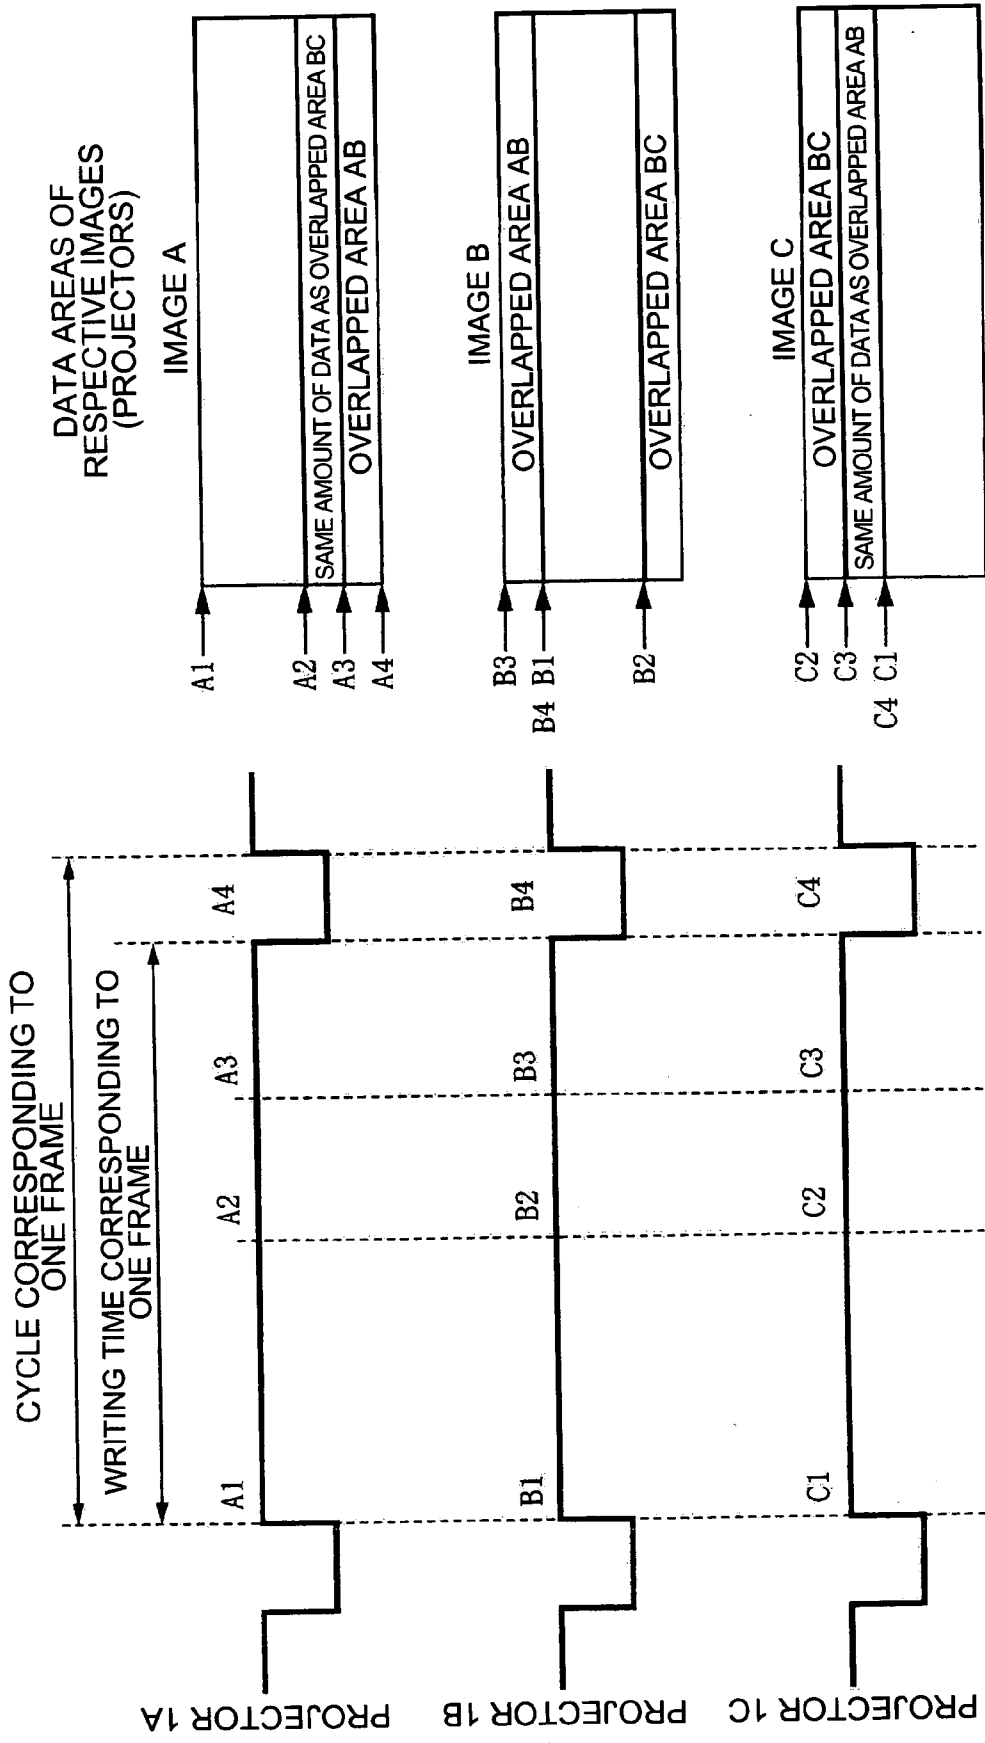 CYCLE CORRESPONDING TO
ONE FRAME
WRITING TIME CORRESPONDING TO
ONE FRAME
PROJECTOR 1A
A1
A2
A3
A4
PROJECTOR 1B
B1
B2
B3
B4
PROJECTOR 1C
C1
C2
C3
C4
DATA AREAS OF
RESPECTIVE IMAGES
(PROJECTORS)
IMAGE A
A1
A2
SAME AMOUNT OF DATA AS OVERLAPPED AREA BC
A3
OVERLAPPED AREA AB
A4
IMAGE B
B3
OVERLAPPED AREA AB
B4 B1
B2
OVERLAPPED AREA BC
IMAGE C
C2
OVERLAPPED AREA BC
C3
SAME AMOUNT OF DATA AS OVERLAPPED AREA AB
C4 C1